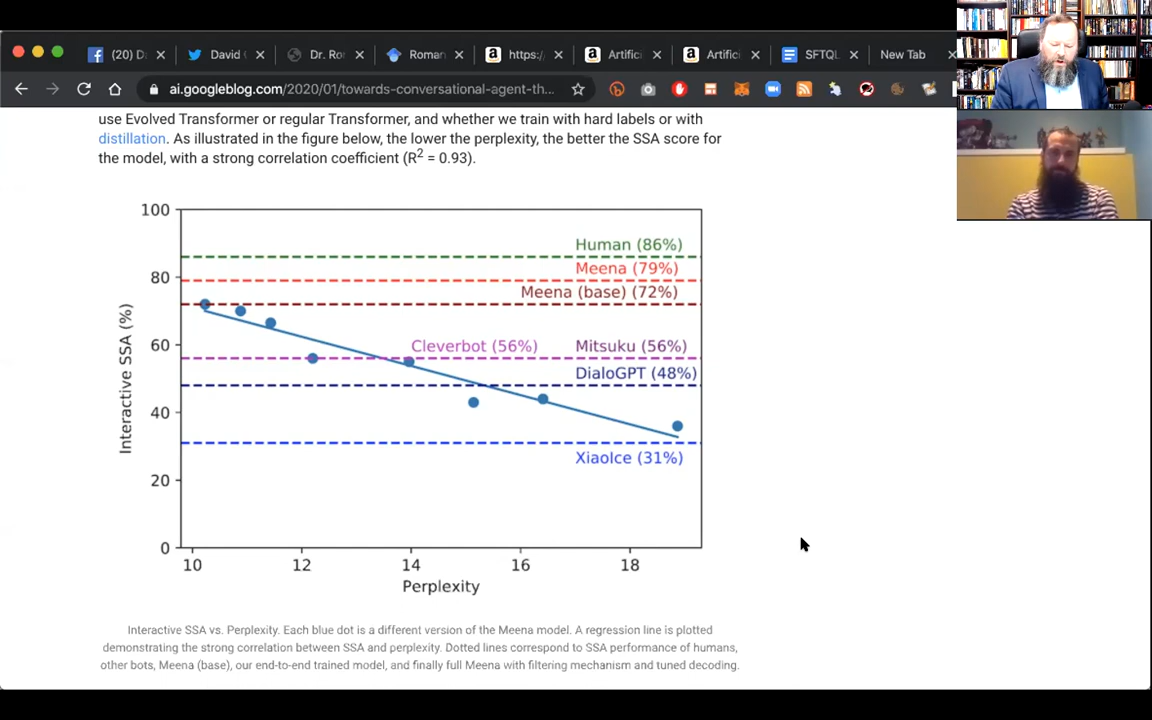 (20) D
David
Dr. Ro
Roman
https:/
Artific
Artific
SFTQL
New Tab
ai.googleblog.com/2020/01/towards-conversational-agent-th...
use Evolved Transformer or regular Transformer, and whether we train with hard labels or with
distillation. As illustrated in the figure below, the lower the perplexity, the better the SSA score for
the model, with a strong correlation coefficient (R² = 0.93).
100
80
60
40
20
0
Interactive SSA (%)
Human (86%)
Meena (79%)
Meena (base) (72%)
Cleverbot (56%) Mitsuku (56%)
DialoGPT (48%)
XiaoIce (31%)
10 12 14 16 18
Perplexity
Interactive SSA vs. Perplexity. Each blue dot is a different version of the Meena model. A regression line is plotted
demonstrating the strong correlation between SSA and perplexity. Dotted lines correspond to SSA performance of humans,
other bots, Meena (base), our end-to-end trained model, and finally full Meena with filtering mechanism and tuned decoding.